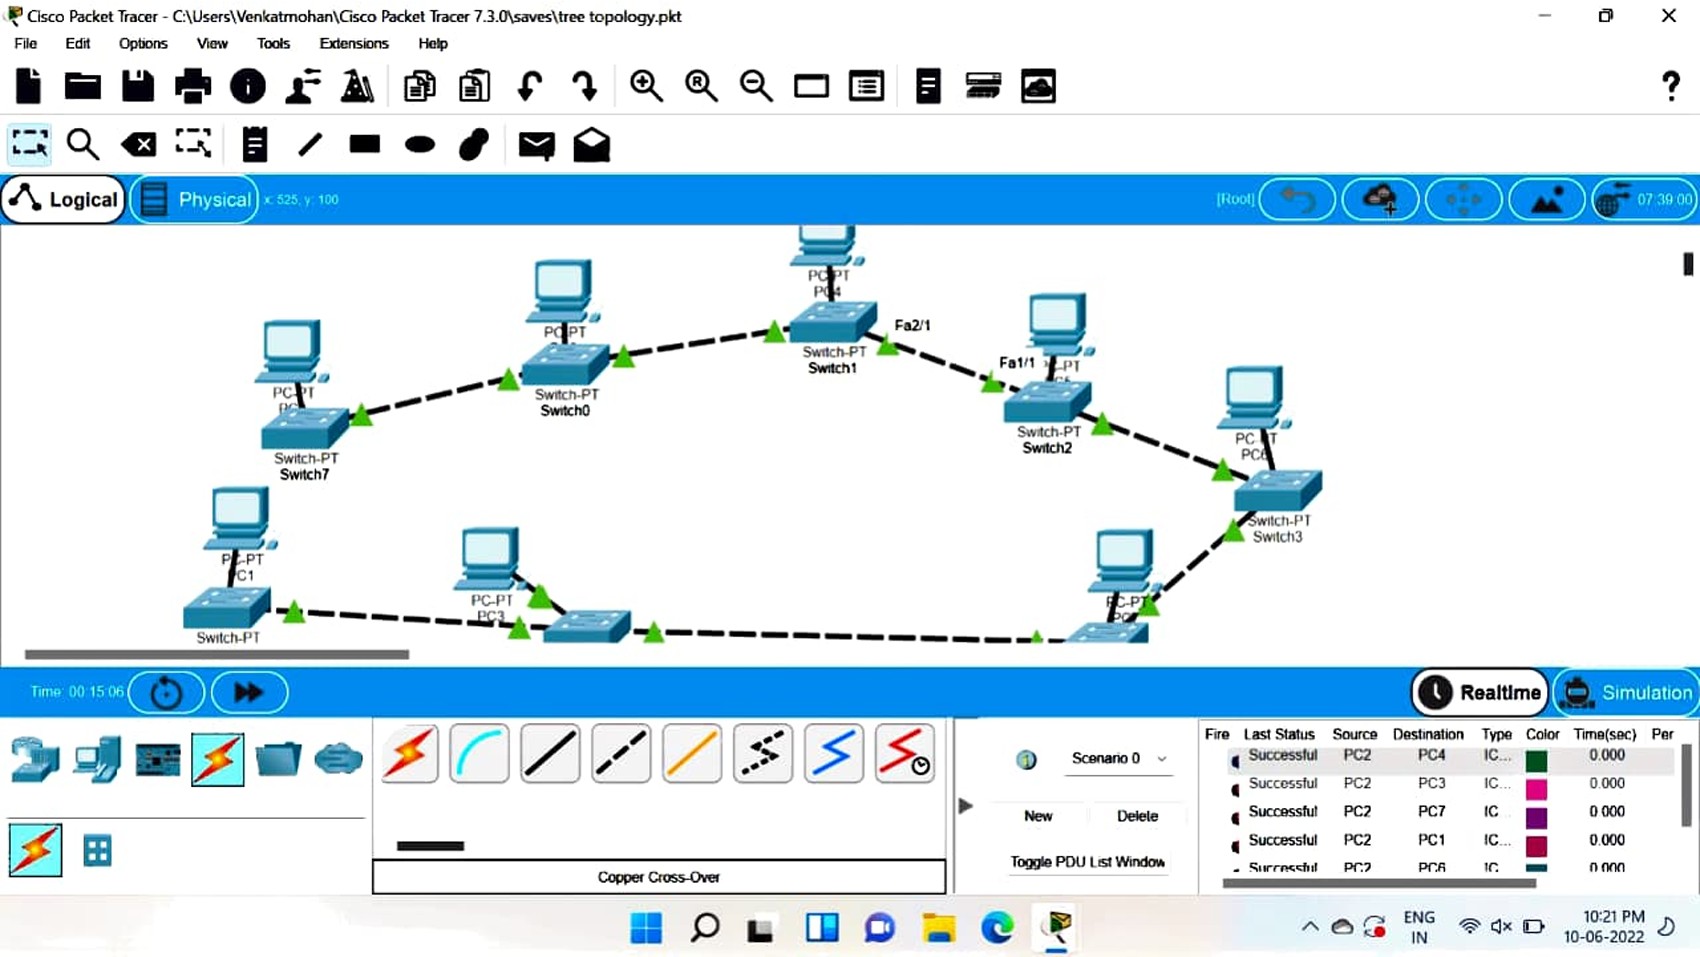 Cisco Packet Tracer - C:\Users\Venkatmohan\Cisco Packet Tracer 7.3.0\saves\tree topology.pkt
File Edit Options View Tools Extensions Help
?
Logical Physical x: 525, y: 100 [Root] 07:39:00
PC-PT
PC4
Fa2/1
Switch-PT
Switch1
PC-PT
Switch-PT
Switch0
Fa1/1
Switch-PT
Switch2
PC-PT
Switch-PT
Switch7
PC-PT
PC6
Switch-PT
Switch3
PC-PT
PC1
Switch-PT
PC-PT
PC3
PC-PT
Time: 00:15:06 Realtime Simulation
Scenario 0
New Delete
Toggle PDU List Window
Copper Cross-Over
Fire Last Status Source Destination Type Color Time(sec) Per
Successful PC2 PC4 IC... 0.000
Successful PC2 PC3 IC... 0.000
Successful PC2 PC7 IC... 0.000
Successful PC2 PC1 IC... 0.000
Successful PC2 PC6 IC 0.000
ENG
IN
10:21 PM
10-06-2022